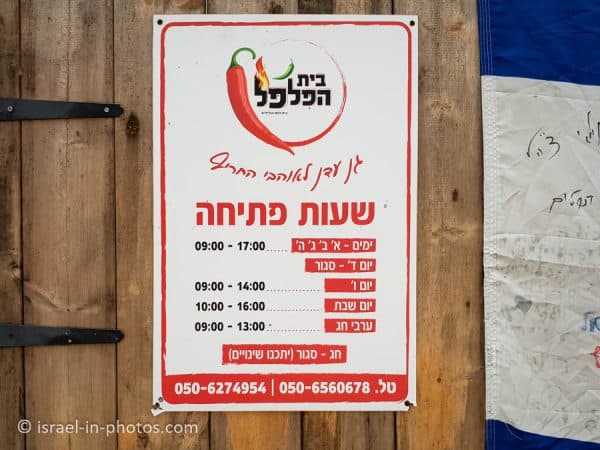 בית
הפלפל
גן עדן לאוהבי החריף
שעות פתיחה
ימים - א' ב' ג' ה' ..... 09:00 - 17:00
יום ד' - סגור
יום ו' ..... 09:00 - 14:00
יום שבת ..... 10:00 - 16:00
ערבי חג ..... 09:00 - 13:00
חג - סגור (יתכנו שינויים)
טל. 050-6560678 | 050-6274954
צה"ל
© israel-in-photos.com